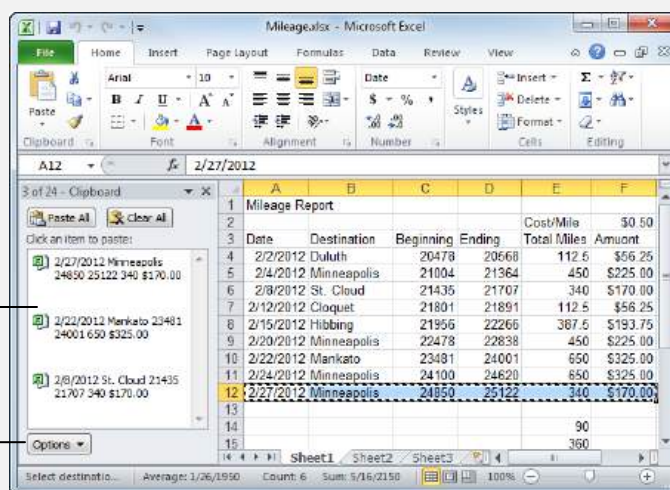 Mileage.xlsx - Microsoft Excel
File Home Insert Page Layout Formulas Data Review View
Paste
Arial 10
B I U A A
Date
$ % ,
Styles
Insert
Delete
Format
Clipboard Font Alignment Number Cells Editing
A12 fx 2/27/2012
3 of 24 - Clipboard
Paste All Clear All
Click an item to paste:
2/27/2012 Minneapolis
24850 25122 340 $170.00
2/22/2012 Mankato 23481
24001 650 $325.00
2/8/2012 St. Cloud 21435
21707 340 $170.00
Options
A B C D E F
1 Mileage Report
2 Cost/Mile $0.50
3 Date Destination Beginning Ending Total Miles Amount
4 2/2/2012 Duluth 20478 20568 112.5 $56.25
5 2/4/2012 Minneapolis 21004 21364 450 $225.00
6 2/8/2012 St. Cloud 21435 21707 340 $170.00
7 2/12/2012 Cloquet 21801 21891 112.5 $56.25
8 2/15/2012 Hibbing 21956 22266 387.5 $193.75
9 2/20/2012 Minneapolis 22478 22838 450 $225.00
10 2/22/2012 Mankato 23481 24001 650 $325.00
11 2/24/2012 Minneapolis 24100 24620 650 $325.00
12 2/27/2012 Minneapolis 24850 25122 340 $170.00
13
14 90
15 360
Sheet1 Sheet2 Sheet3
Select destinatio... Average: 1/26/1950 Count: 6 Sum: 5/16/2150 100%